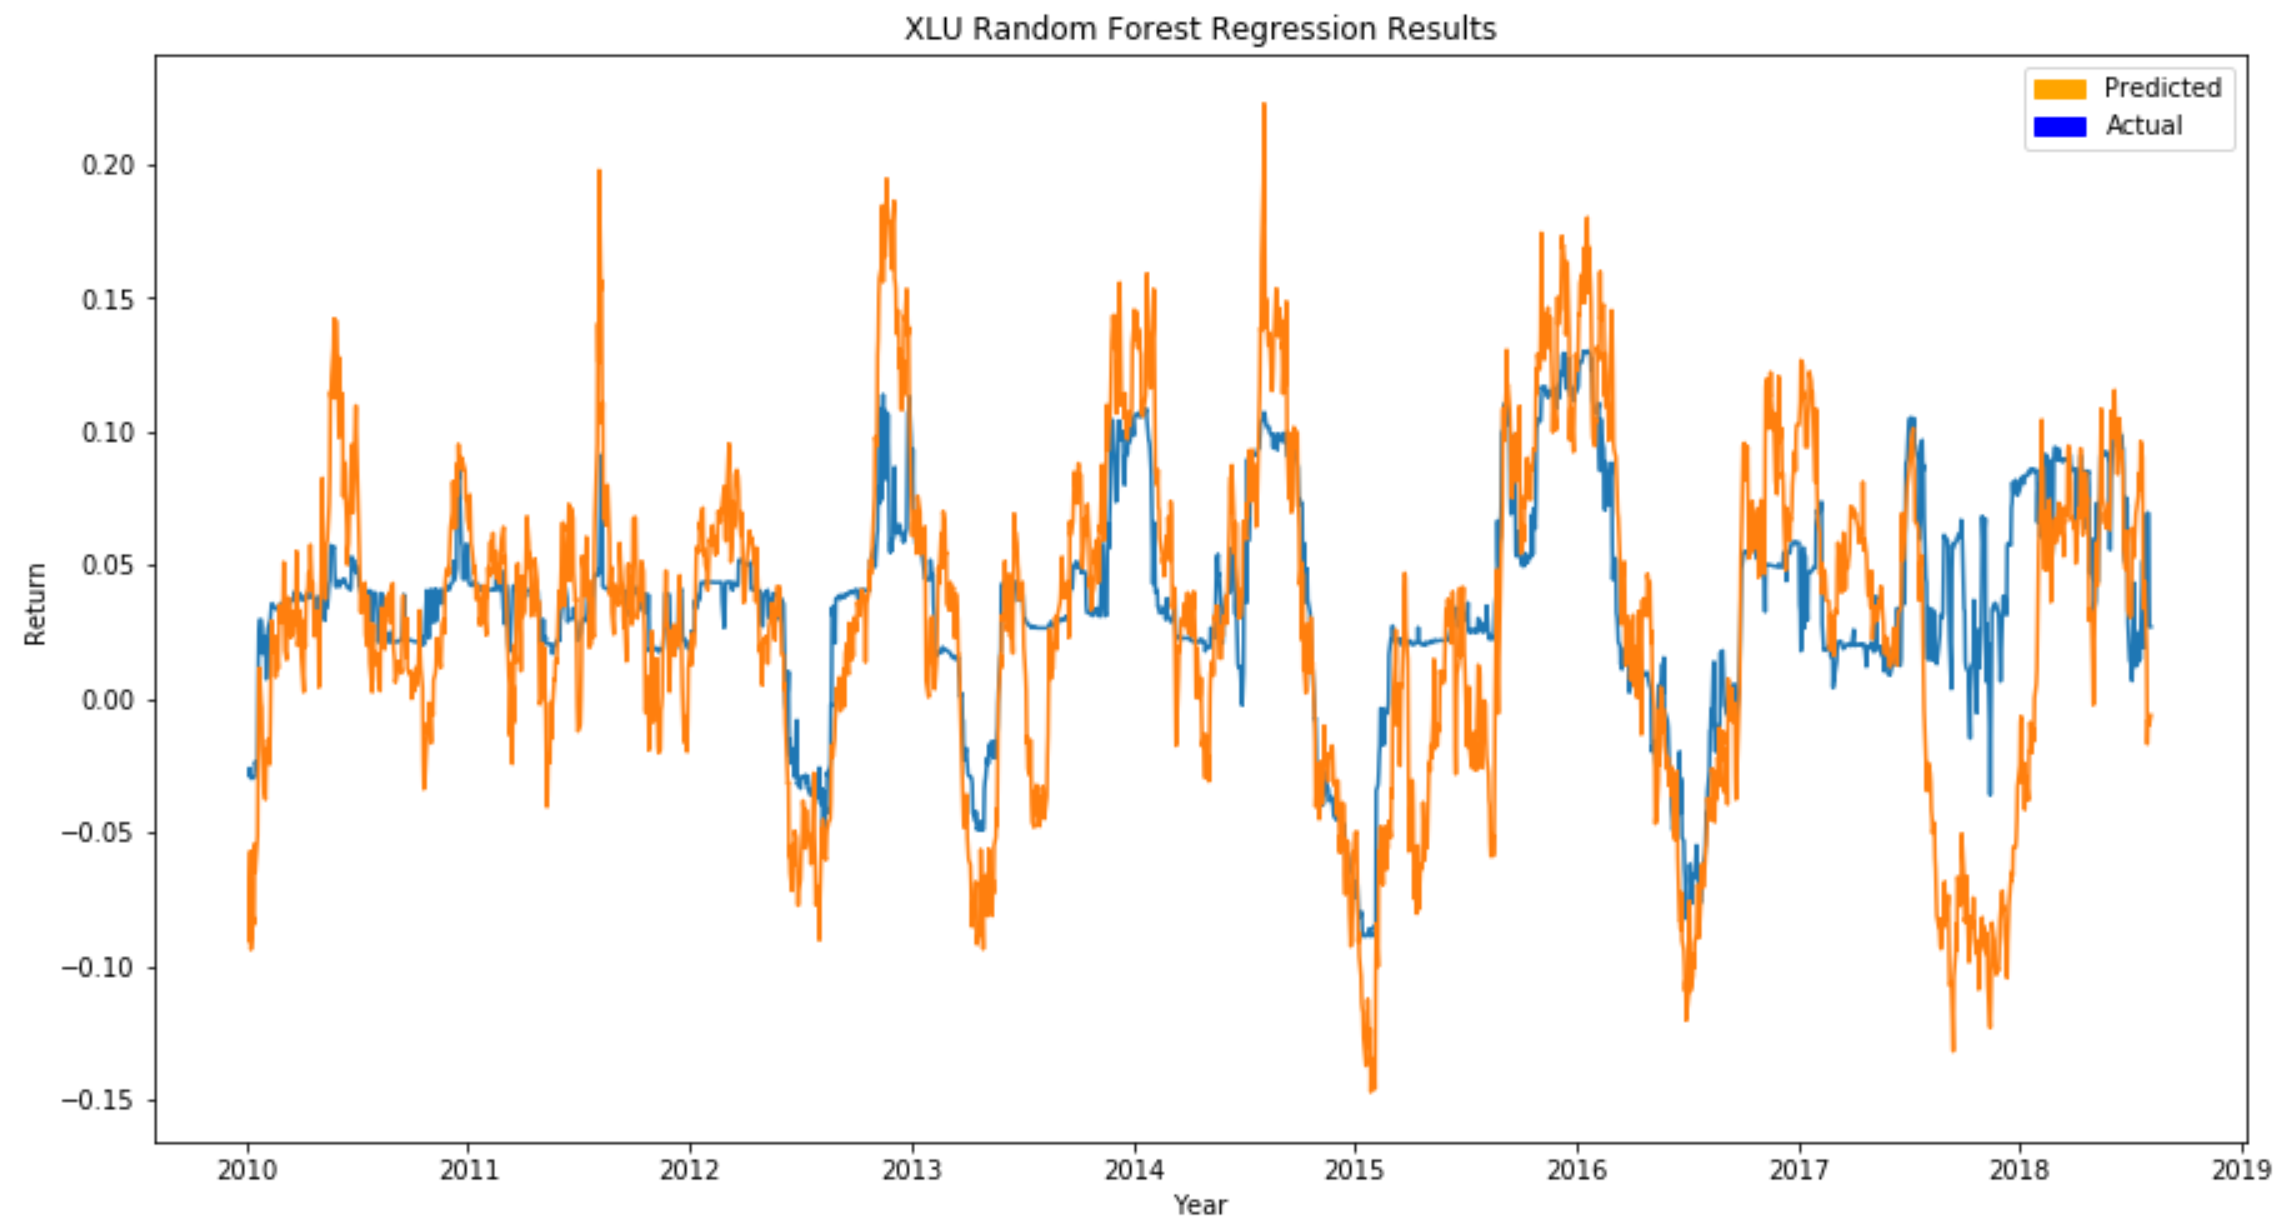 XLU Random Forest Regression Results
Predicted
Actual
0.20
0.15
0.10
0.05
0.00
−0.05
−0.10
−0.15
Return
2010 2011 2012 2013 2014 2015 2016 2017 2018 2019
Year